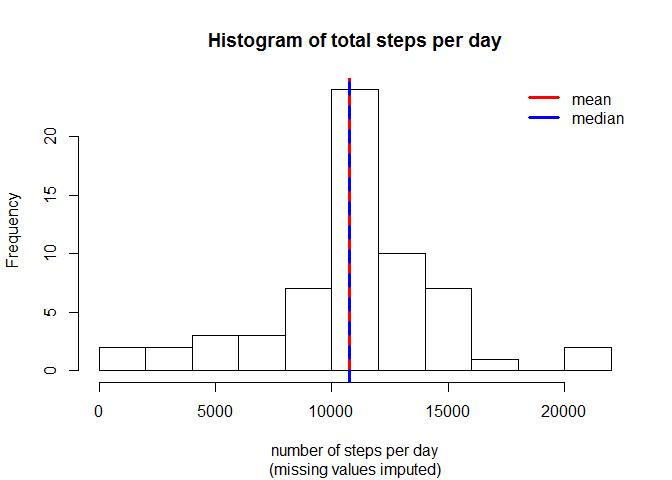 Histogram of total steps per day
mean
median
Frequency
20
15
10
5
0
0 5000 10000 15000 20000
number of steps per day
(missing values imputed)